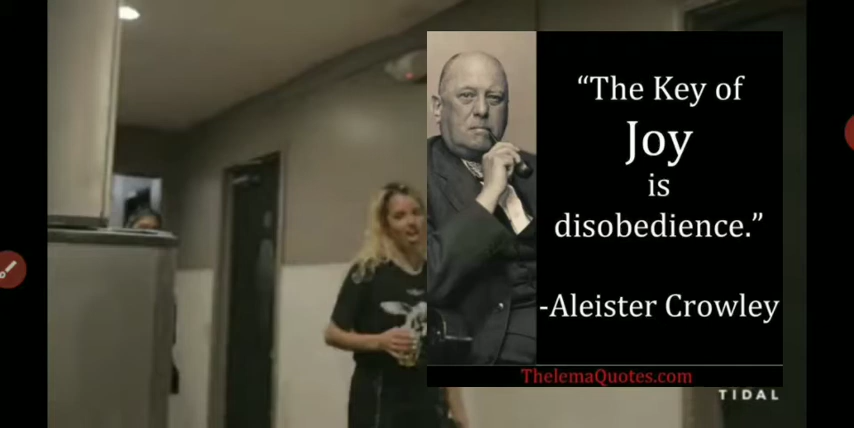 “The Key of
Joy
is
disobedience.”
-Aleister Crowley
ThelemaQuotes.com
TIDAL